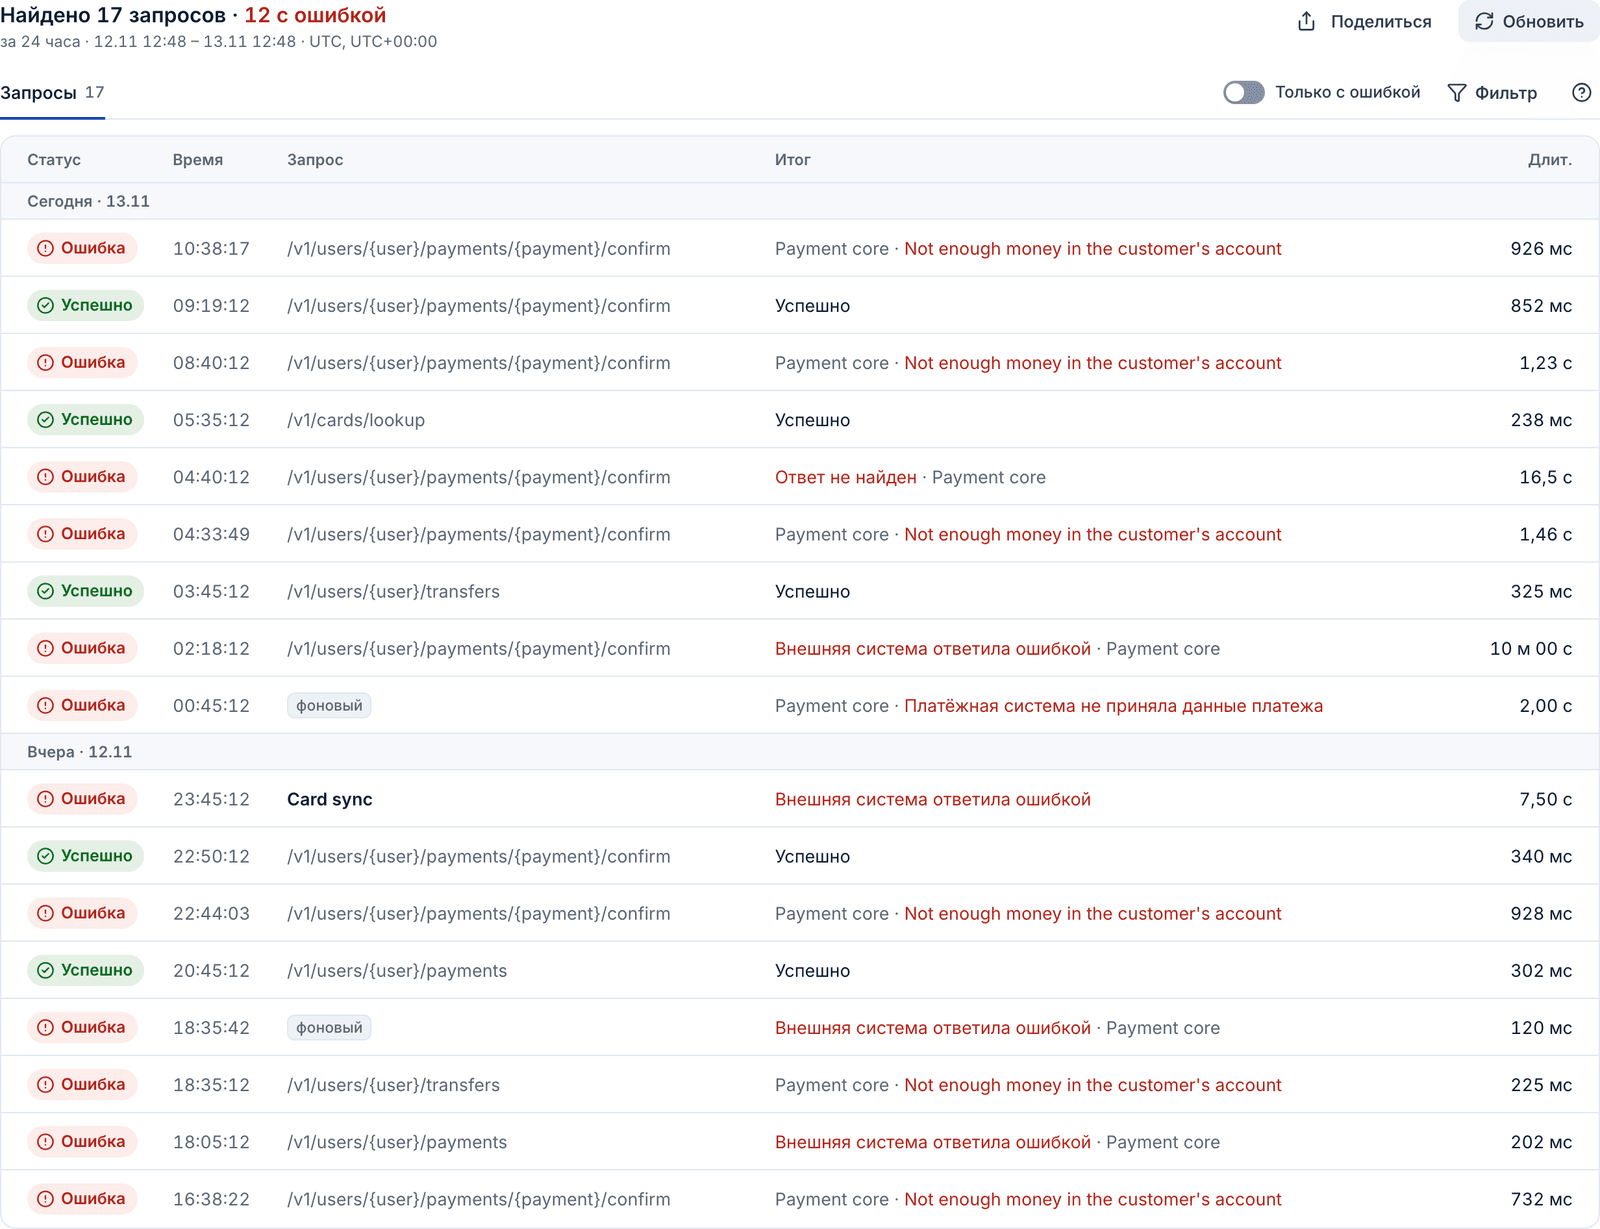 Найдено 17 запросов · 12 с ошибкой
за 24 часа · 12.11 12:48 – 13.11 12:48 · UTC, UTC+00:00
Поделиться
Обновить
Запросы 17
Только с ошибкой
Фильтр
Статус Время Запрос Итог Длит.
Сегодня · 13.11
Ошибка 10:38:17 /v1/users/{user}/payments/{payment}/confirm Payment core · Not enough money in the customer's account 926 мс
Успешно 09:19:12 /v1/users/{user}/payments/{payment}/confirm Успешно 852 мс
Ошибка 08:40:12 /v1/users/{user}/payments/{payment}/confirm Payment core · Not enough money in the customer's account 1,23 с
Успешно 05:35:12 /v1/cards/lookup Успешно 238 мс
Ошибка 04:40:12 /v1/users/{user}/payments/{payment}/confirm Ответ не найден · Payment core 16,5 с
Ошибка 04:33:49 /v1/users/{user}/payments/{payment}/confirm Payment core · Not enough money in the customer's account 1,46 с
Успешно 03:45:12 /v1/users/{user}/transfers Успешно 325 мс
Ошибка 02:18:12 /v1/users/{user}/payments/{payment}/confirm Внешняя система ответила ошибкой · Payment core 10 м 00 с
Ошибка 00:45:12 фоновый Payment core · Платёжная система не приняла данные платежа 2,00 с
Вчера · 12.11
Ошибка 23:45:12 Card sync Внешняя система ответила ошибкой 7,50 с
Успешно 22:50:12 /v1/users/{user}/payments/{payment}/confirm Успешно 340 мс
Ошибка 22:44:03 /v1/users/{user}/payments/{payment}/confirm Payment core · Not enough money in the customer's account 928 мс
Успешно 20:45:12 /v1/users/{user}/payments Успешно 302 мс
Ошибка 18:35:42 фоновый Внешняя система ответила ошибкой · Payment core 120 мс
Ошибка 18:35:12 /v1/users/{user}/transfers Payment core · Not enough money in the customer's account 225 мс
Ошибка 18:05:12 /v1/users/{user}/payments Внешняя система ответила ошибкой · Payment core 202 мс
Ошибка 16:38:22 /v1/users/{user}/payments/{payment}/confirm Payment core · Not enough money in the customer's account 732 мс